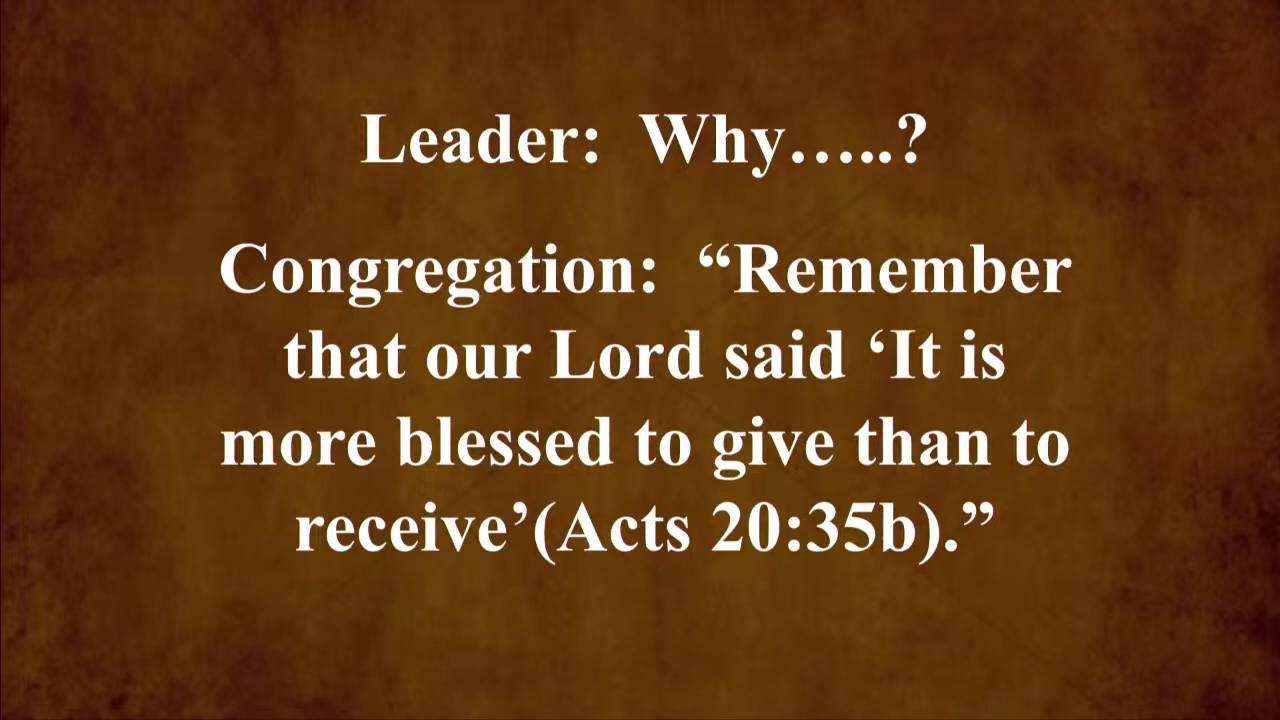 Leader:  Why…..?
Congregation:  “Remember
that our Lord said ‘It is
more blessed to give than to
receive’(Acts 20:35b).”